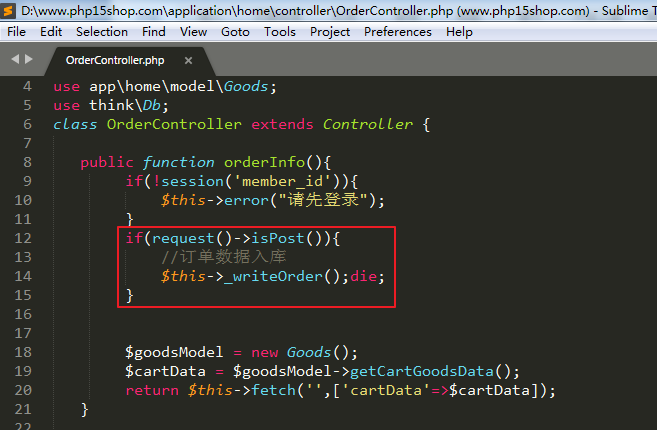 D:\www.php15shop.com\application\home\controller\OrderController.php (www.php15shop.com) - Sublime T
File Edit Selection Find View Goto Tools Project Preferences Help
OrderController.php ×
4 use app\home\model\Goods;
5 use think\Db;
6 class OrderController extends Controller {
7
8 public function orderInfo(){
9 if(!session('member_id')){
10 $this->error("请先登录");
11 }
12 if(request()->isPost()){
13 //订单数据入库
14 $this->_writeOrder();die;
15 }
16
17
18 $goodsModel = new Goods();
19 $cartData = $goodsModel->getCartGoodsData();
20 return $this->fetch('',['cartData'=>$cartData]);
21 }
22